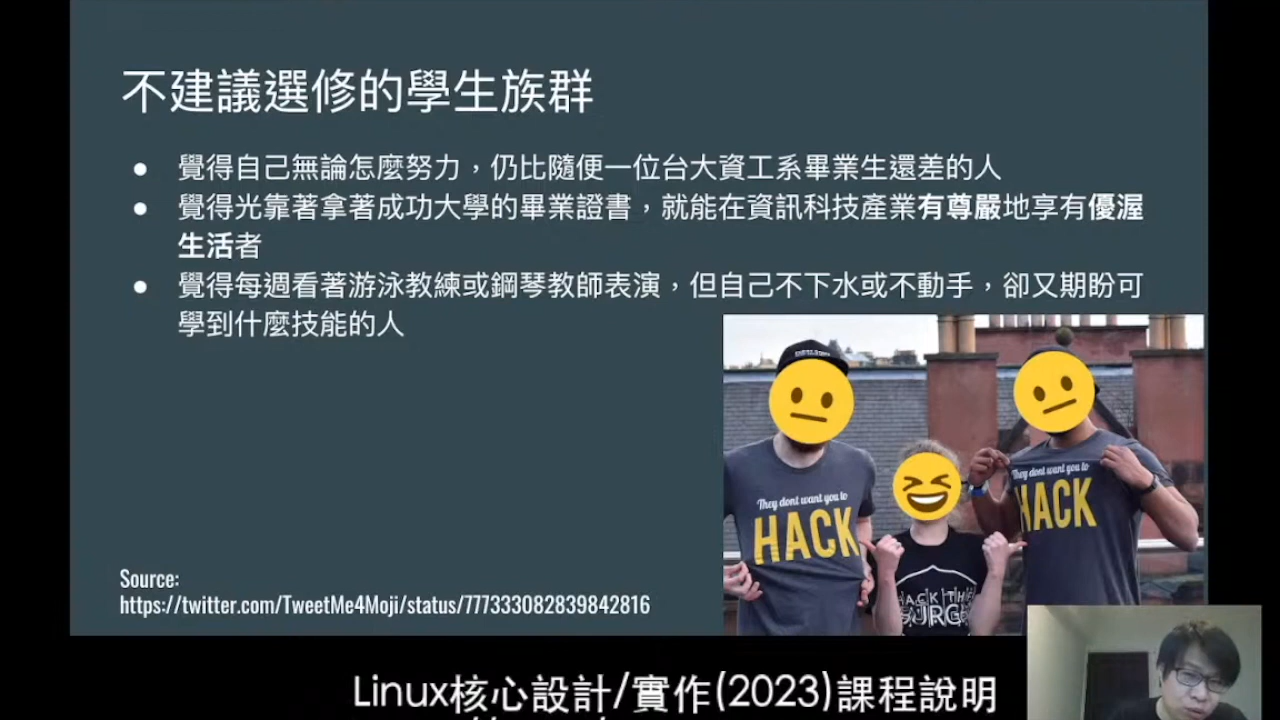 不建議選修的學生族群
● 覺得自己無論怎麼努力，仍比隨便一位台大資工系畢業生還差的人
● 覺得光靠著拿著成功大學的畢業證書，就能在資訊科技產業有尊嚴地享有優渥
生活者
● 覺得每週看著游泳教練或鋼琴教師表演，但自己不下水或不動手，卻又期盼可
學到什麼技能的人
They dont want you to
HACK
They dont want you to
HACK
Source:
https://twitter.com/TweetMe4Moji/status/777333082839842816
Linux核心設計/實作(2023)課程說明